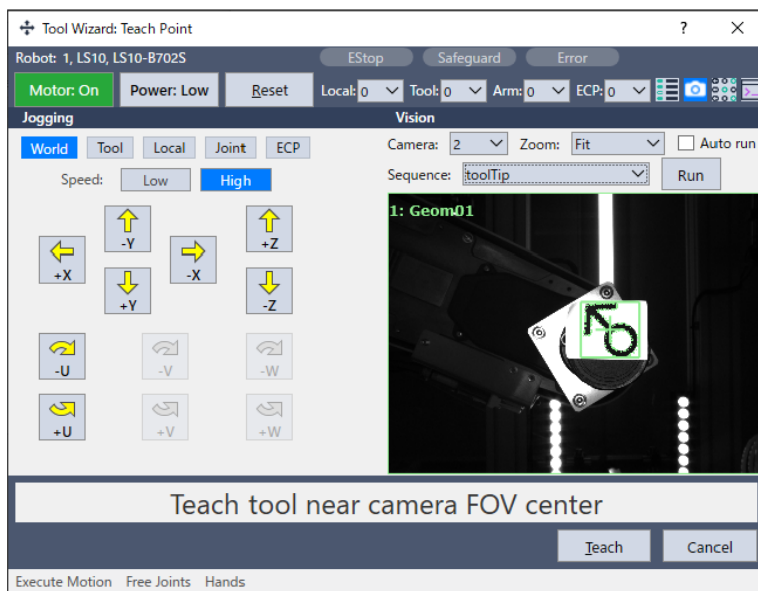 Tool Wizard: Teach Point
Robot: 1, LS10, LS10-B702S EStop Safeguard Error
Motor: On Power: Low Reset Local: 0 Tool: 0 Arm: 0 ECP: 0
Jogging Vision
World Tool Local Joint ECP Camera: 2 Zoom: Fit Auto run
Speed: Low High Sequence: toolTip Run
1: Geom01
-Y +Z
+X -X
+Y -Z
-U -V -W
+U +V +W
Teach tool near camera FOV center
Teach Cancel
Execute Motion Free Joints Hands